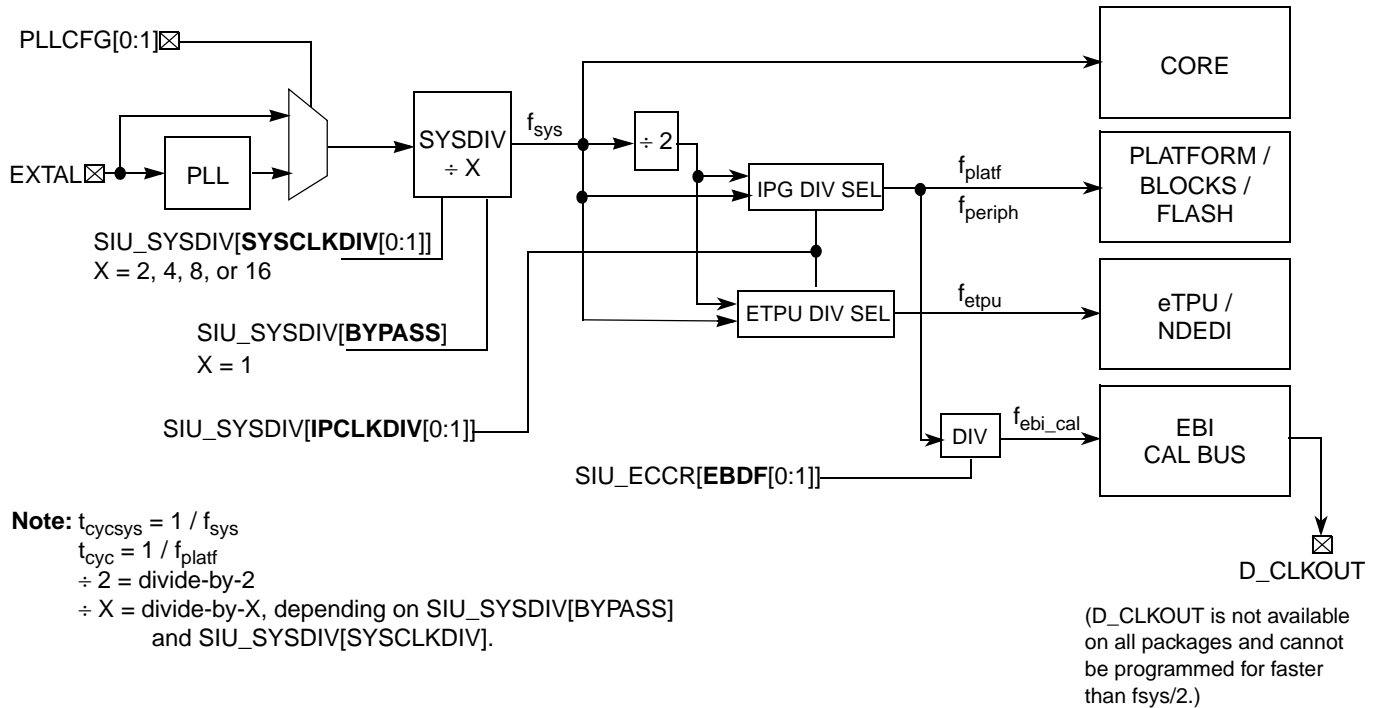 PLLCFG[0:1]
EXTAL
PLL
SYSDIV
÷ X
f_sys
÷ 2
IPG DIV SEL
ETPU DIV SEL
f_platf
f_periph
f_etpu
CORE
PLATFORM /
BLOCKS /
FLASH
eTPU /
NDEDI
SIU_SYSDIV[SYSCLKDIV[0:1]]
X = 2, 4, 8, or 16
SIU_SYSDIV[BYPASS]
X = 1
SIU_SYSDIV[IPCLKDIV[0:1]]
SIU_ECCR[EBDF[0:1]]
DIV
f_ebi_cal
EBI
CAL BUS
D_CLKOUT
(D_CLKOUT is not available
on all packages and cannot
be programmed for faster
than fsys/2.)
Note: t_cycsys = 1 / f_sys
t_cyc = 1 / f_platf
÷ 2 = divide-by-2
÷ X = divide-by-X, depending on SIU_SYSDIV[BYPASS]
and SIU_SYSDIV[SYSCLKDIV].